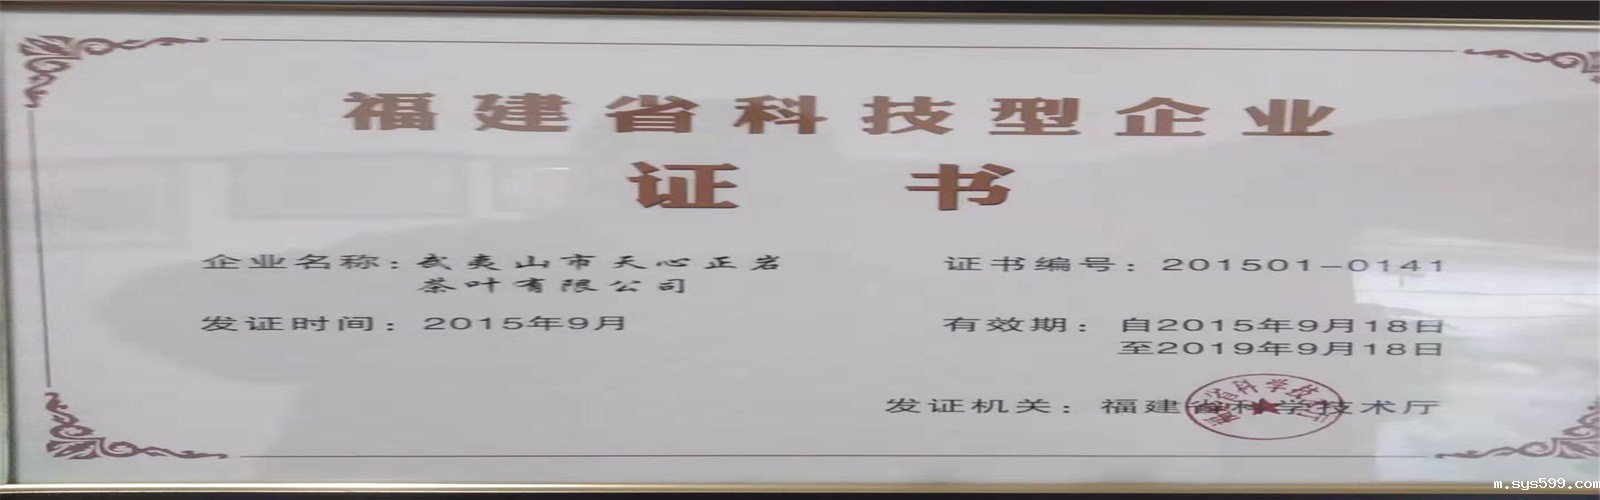 福建省科技型企业
证书
企业名称：武夷山市天心正岩
茶叶有限公司
证书编号：201501-0141
发证时间：2015年9月
有效期：自2015年9月18日
至2019年9月18日
发证机关：福建省科学技术厅
省科学技
m.sys599.com